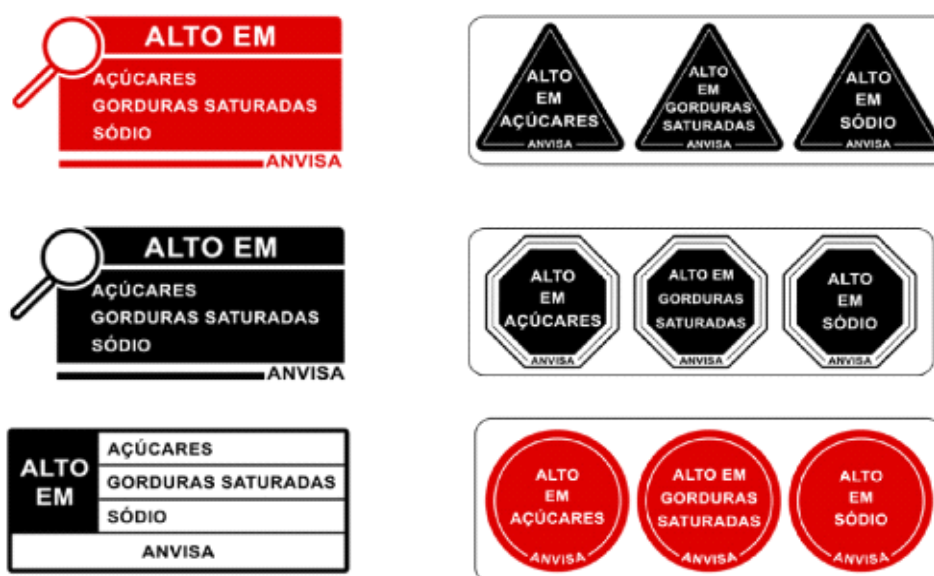 ALTO EM
AÇÚCARES
GORDURAS SATURADAS
SÓDIO
ANVISA
ALTO
EM
AÇÚCARES
ANVISA
ALTO
EM
GORDURAS
SATURADAS
ANVISA
ALTO
EM
SÓDIO
ANVISA
ALTO EM
AÇÚCARES
GORDURAS SATURADAS
SÓDIO
ANVISA
ALTO
EM
AÇÚCARES
ANVISA
ALTO EM
GORDURAS
SATURADAS
ANVISA
ALTO
EM
SÓDIO
ANVISA
ALTO
EM
AÇÚCARES
GORDURAS SATURADAS
SÓDIO
ANVISA
ALTO
EM
AÇÚCARES
ANVISA
ALTO EM
GORDURAS
SATURADAS
ANVISA
ALTO
EM
SÓDIO
ANVISA